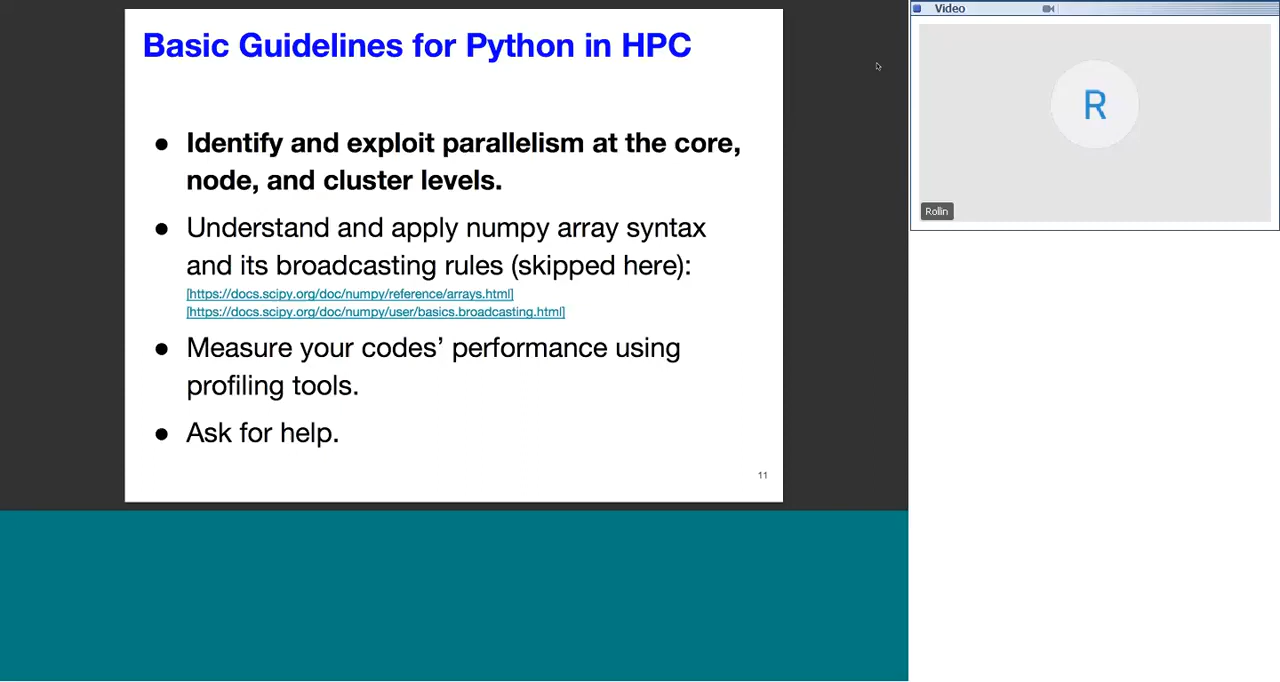 Basic Guidelines for Python in HPC
● Identify and exploit parallelism at the core,
node, and cluster levels.
● Understand and apply numpy array syntax
and its broadcasting rules (skipped here):
[https://docs.scipy.org/doc/numpy/reference/arrays.html]
[https://docs.scipy.org/doc/numpy/user/basics.broadcasting.html]
● Measure your codes’ performance using
profiling tools.
● Ask for help.
11
Video
R
Rolin